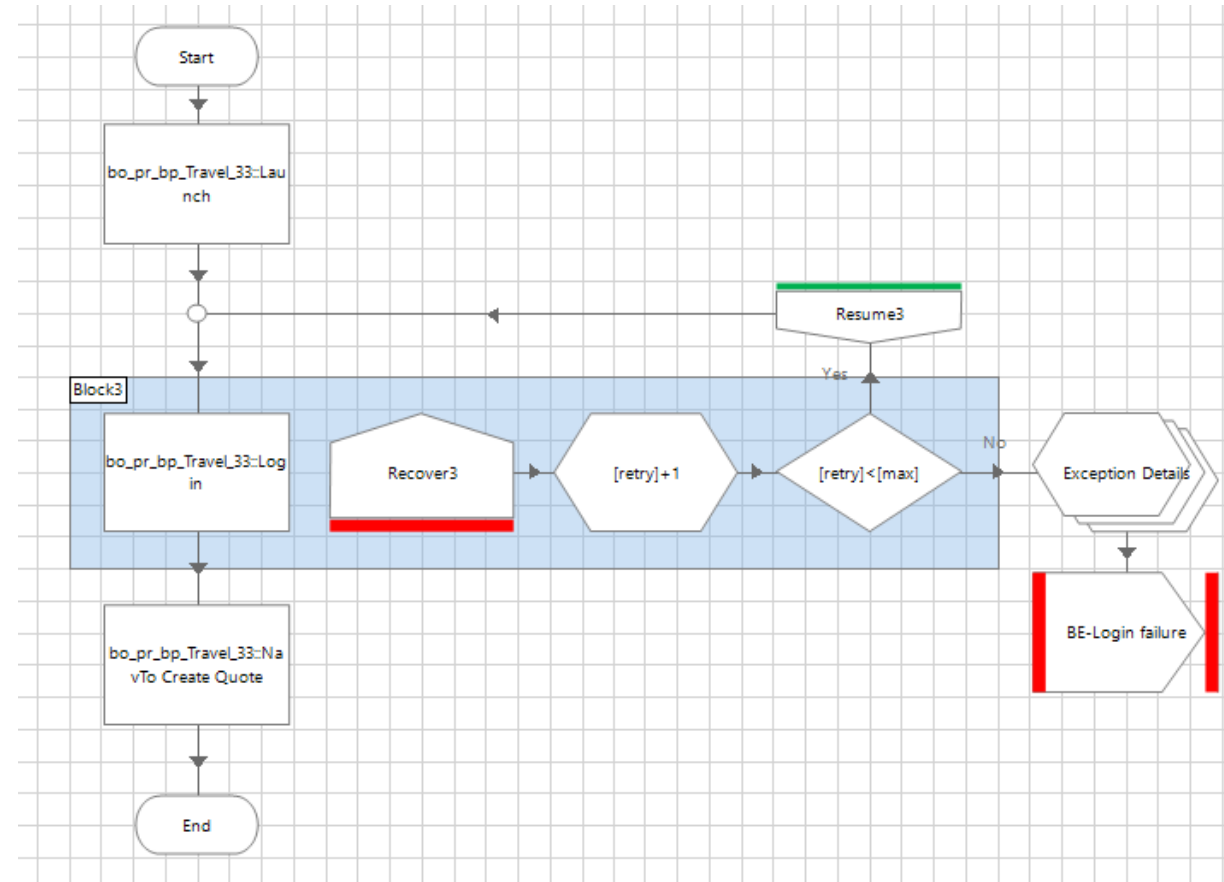 Start
bo_pr_bp_Travel_33::Lau
nch
Resume3
Yes
Block3
bo_pr_bp_Travel_33::Log
in
Recover3
[retry]+1
[retry]<[max]
No
Exception Details
BE-Login failure
bo_pr_bp_Travel_33::Na
vTo Create Quote
End